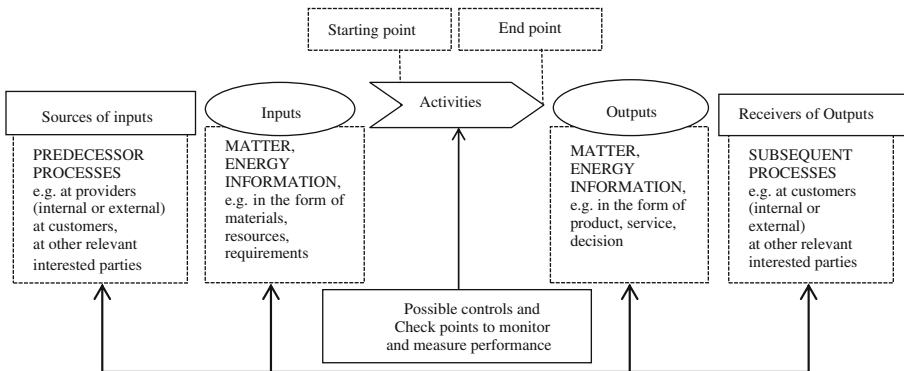 Starting point
End point
Sources of inputs
Inputs
Activities
Outputs
Receivers of Outputs
PREDECESSOR
PROCESSES
e.g. at providers
(internal or external)
at customers,
at other relevant
interested parties
MATTER,
ENERGY
INFORMATION,
e.g. in the form of
materials,
resources,
requirements
MATTER,
ENERGY
INFORMATION,
e.g. in the form of
product, service,
decision
SUBSEQUENT
PROCESSES
e.g. at customers
(internal or
external)
at other relevant
interested parties
Possible controls and
Check points to monitor
and measure performance